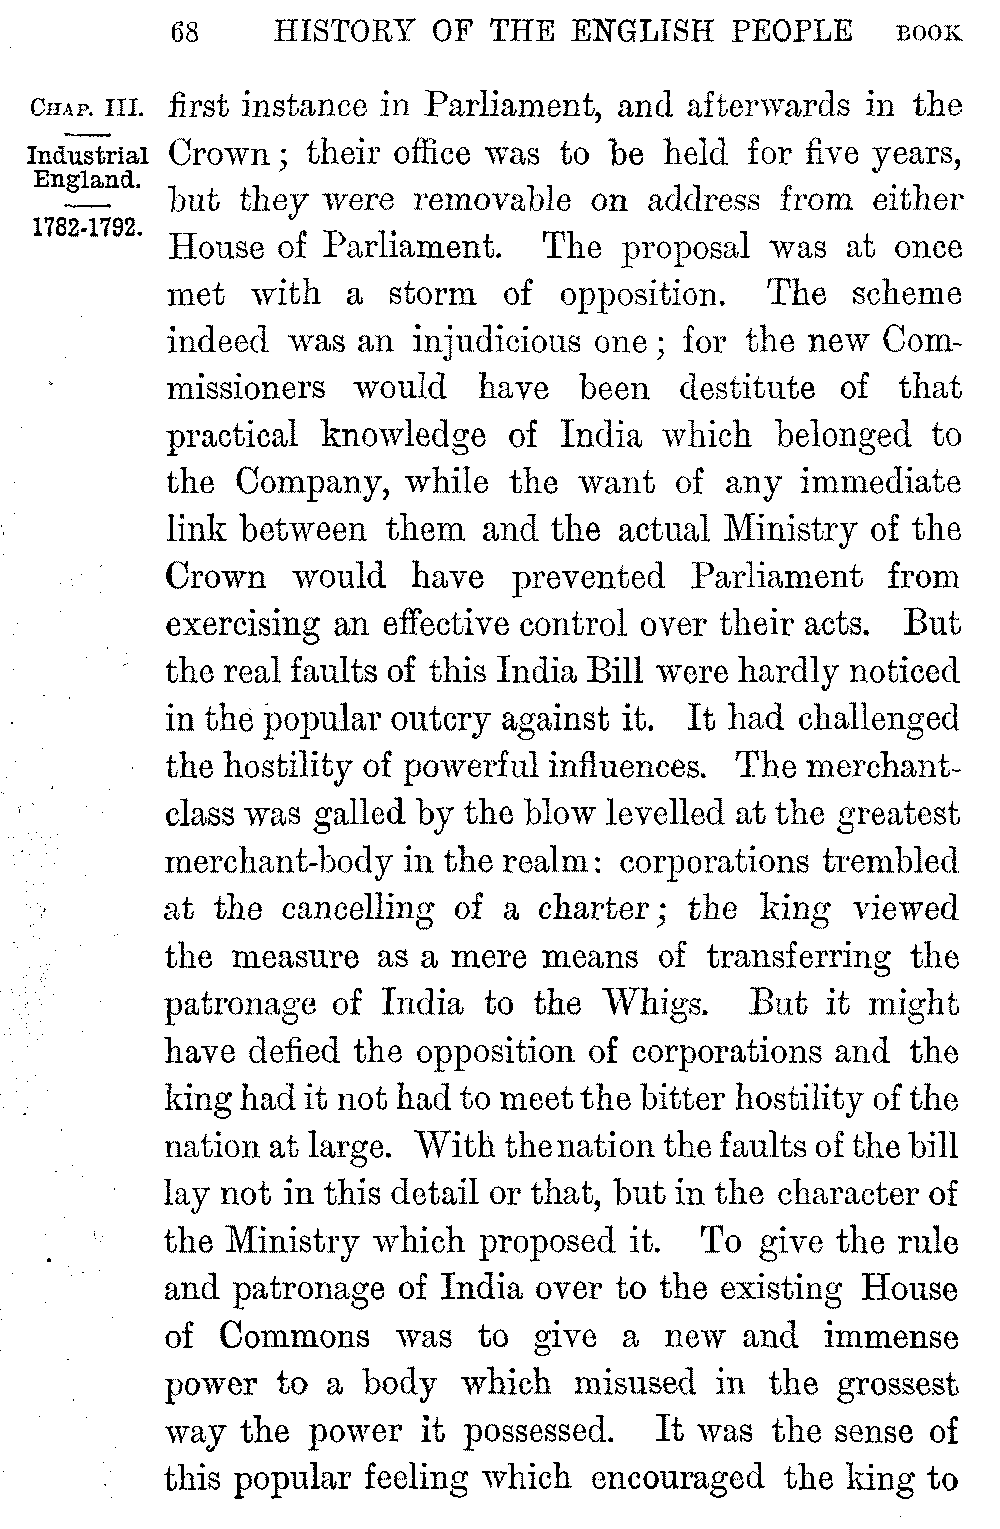 68 HISTORY OF THE ENGLISH PEOPLE BOOK
CHAP. III.
Industrial
England.
1782-1792.
first instance in Parliament, and afterwards in the
Crown; their office was to be held for five years,
but they were removable on address from either
House of Parliament. The proposal was at once
met with a storm of opposition. The scheme
indeed was an injudicious one; for the new Com-
missioners would have been destitute of that
practical knowledge of India which belonged to
the Company, while the want of any immediate
link between them and the actual Ministry of the
Crown would have prevented Parliament from
exercising an effective control over their acts. But
the real faults of this India Bill were hardly noticed
in the popular outcry against it. It had challenged
the hostility of powerful influences. The merchant-
class was galled by the blow levelled at the greatest
merchant-body in the realm: corporations trembled
at the cancelling of a charter; the king viewed
the measure as a mere means of transferring the
patronage of India to the Whigs. But it might
have defied the opposition of corporations and the
king had it not had to meet the bitter hostility of the
nation at large. With the nation the faults of the bill
lay not in this detail or that, but in the character of
the Ministry which proposed it. To give the rule
and patronage of India over to the existing House
of Commons was to give a new and immense
power to a body which misused in the grossest
way the power it possessed. It was the sense of
this popular feeling which encouraged the king to